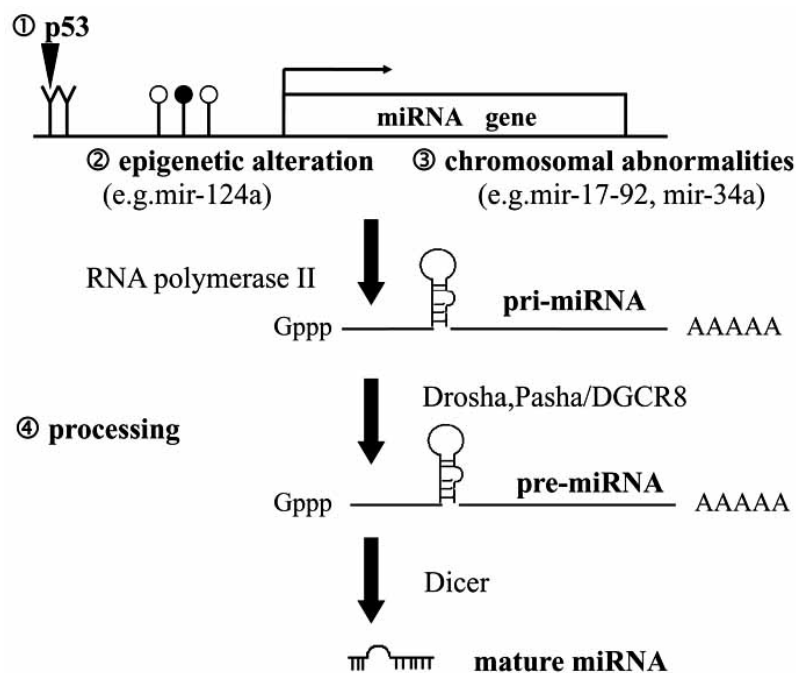 ① p53
miRNA gene
② epigenetic alteration
(e.g.mir-124a)
③ chromosomal abnormalities
(e.g.mir-17-92, mir-34a)
RNA polymerase II
pri-miRNA
Gppp AAAAA
Drosha,Pasha/DGCR8
④ processing
pre-miRNA
Gppp AAAAA
Dicer
mature miRNA